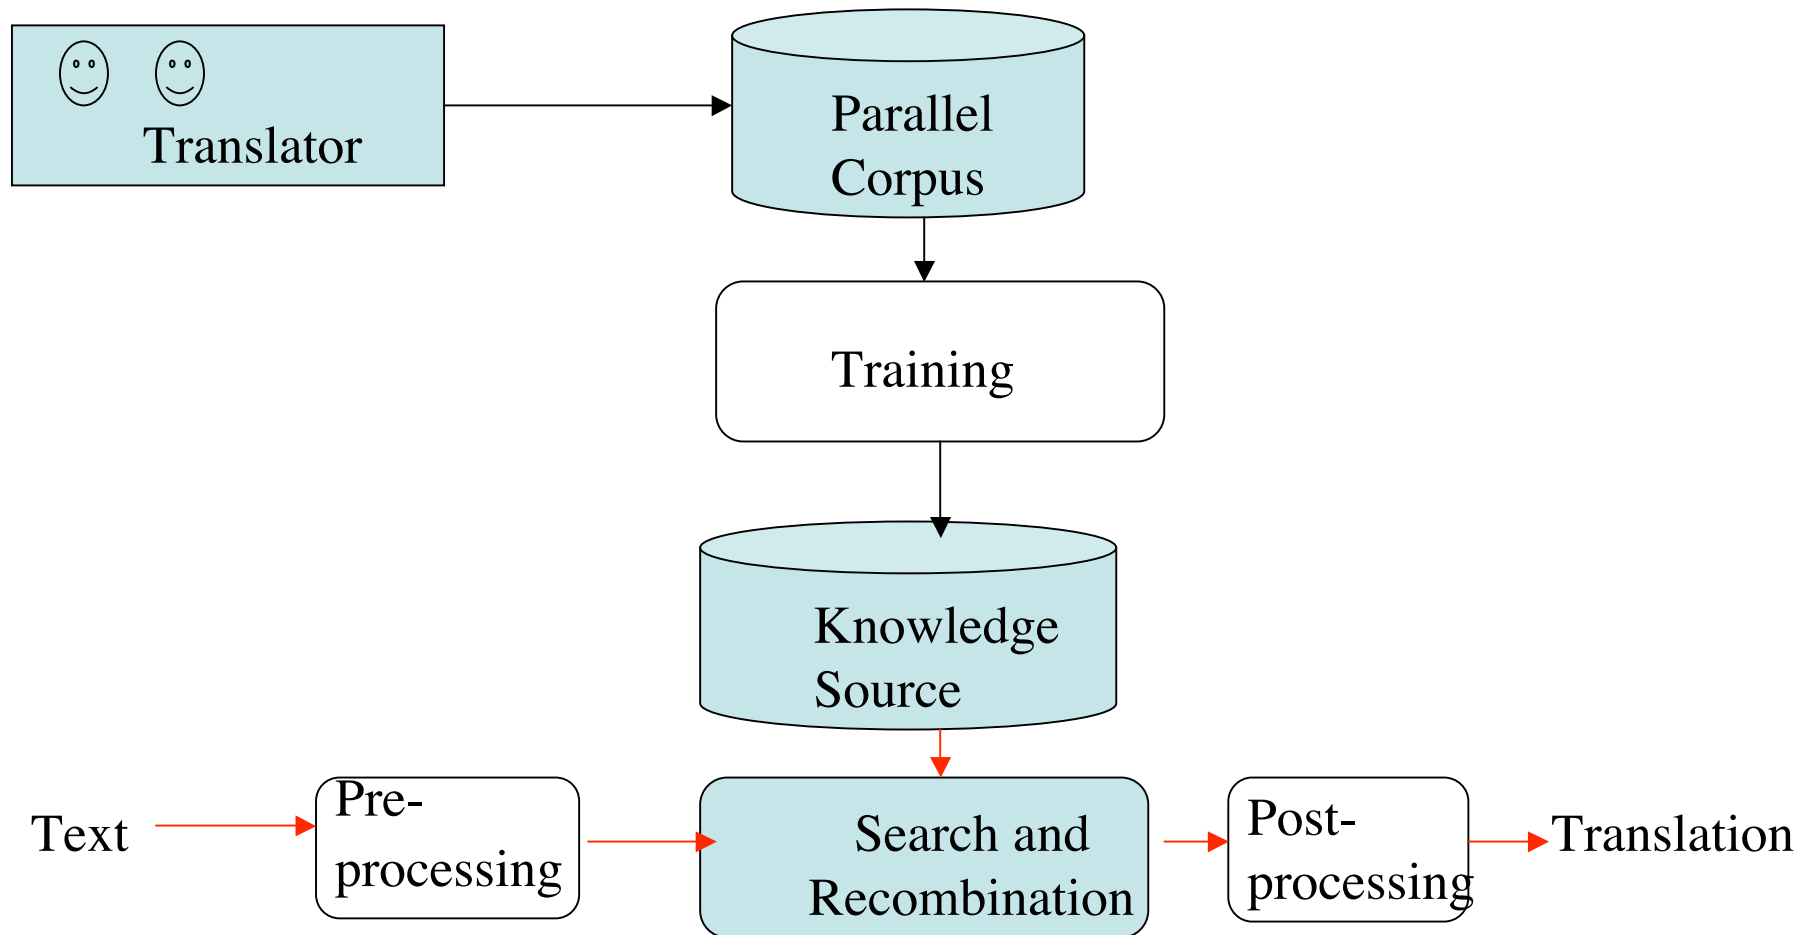 Translator
Parallel
Corpus
Training
Knowledge
Source
Text
Pre-
processing
Search and
Recombination
Post-
processing
Translation